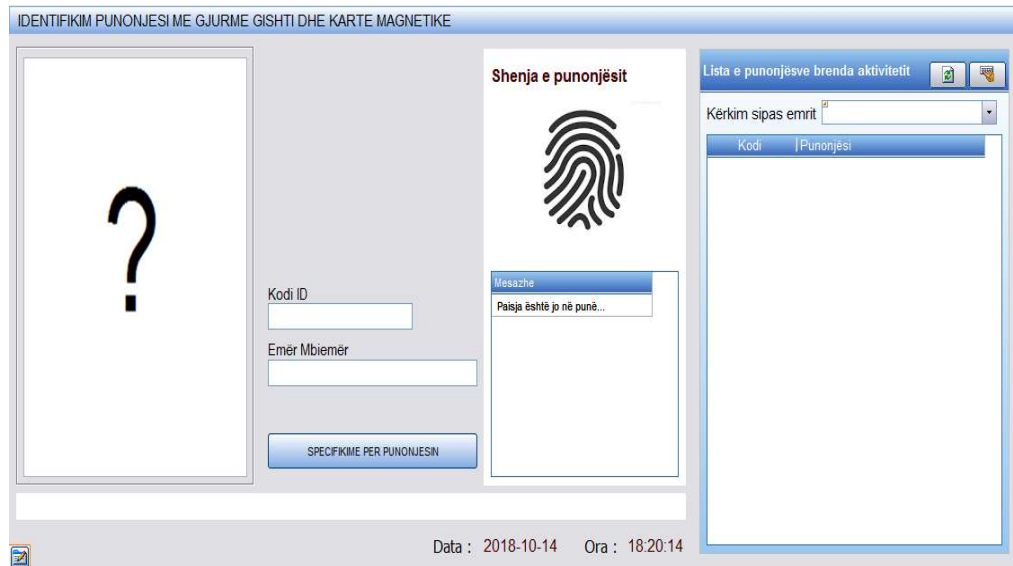 IDENTIFIKIM PUNONJESI ME GJURME GISHTI DHE KARTE MAGNETIKE
?
Kodi ID
Emër Mbiemër
SPECIFIKIME PER PUNONJESIN
Shenja e punonjësit
Mesazhe
Paisja është jo në punë...
Lista e punonjësve brenda aktivitetit
Kërkim sipas emrit
Kodi Punonjësi
Data : 2018-10-14 Ora : 18:20:14